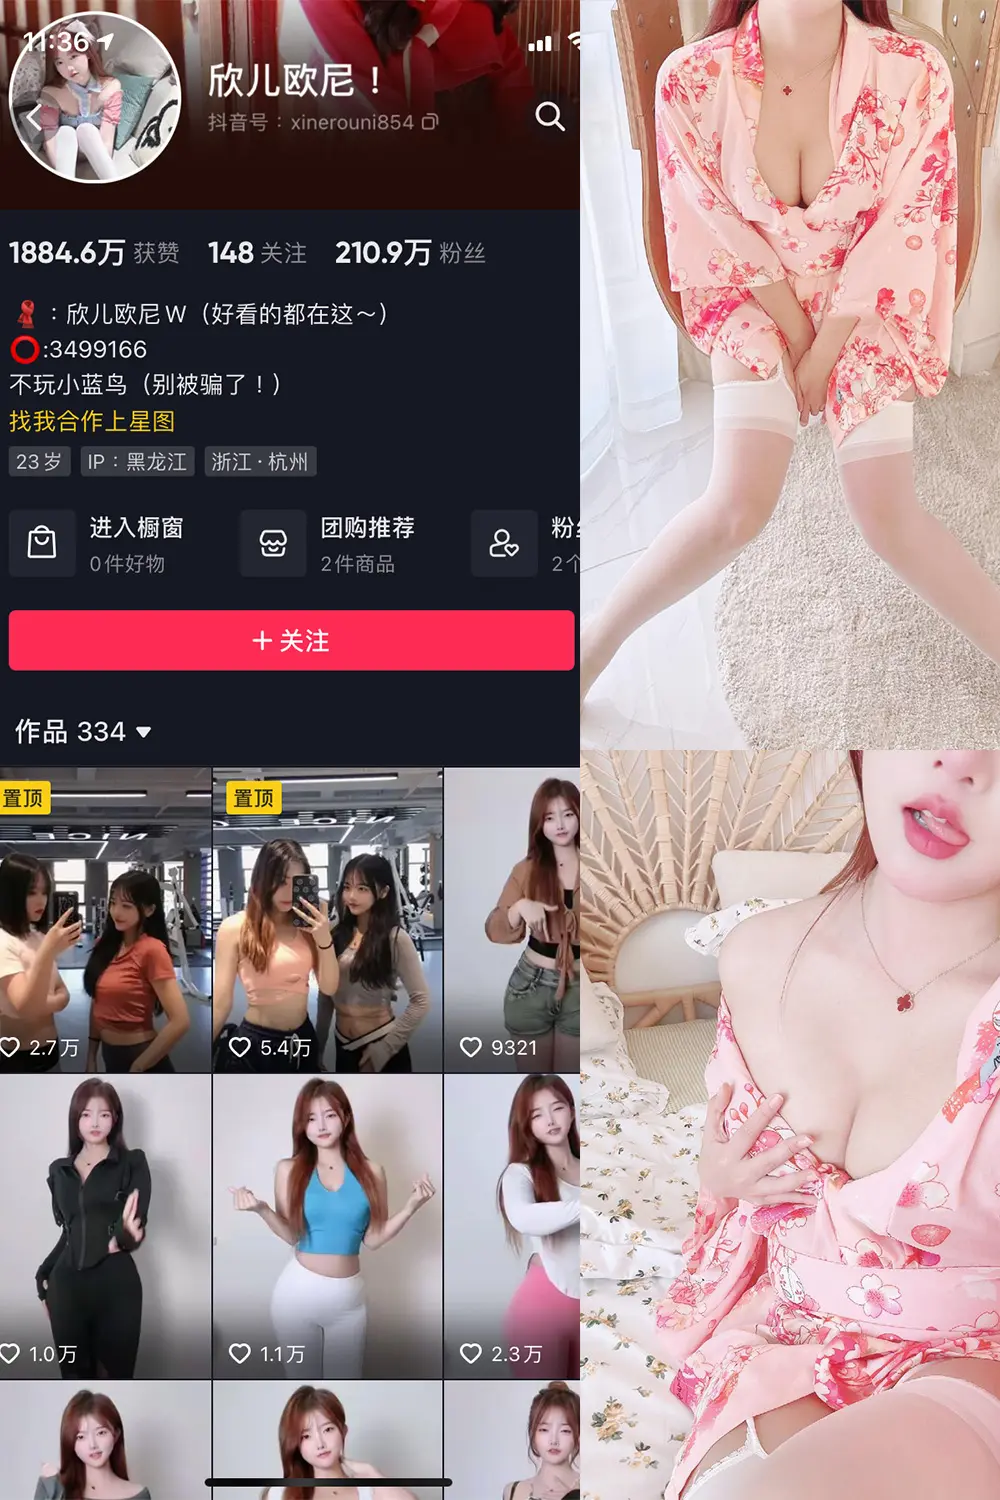 11:36
欣儿欧尼！
抖音号：xinerouni854
1884.6万 获赞 148 关注 210.9万 粉丝
：欣儿欧尼W（好看的都在这～）
:3499166
不玩小蓝鸟（别被骗了！）
找我合作上星图
23岁 IP：黑龙江 浙江·杭州
进入橱窗 团购推荐
0件好物 2件商品 2个
+ 关注
作品 334
置顶 置顶
2.7万 5.4万 9321
1.0万 1.1万 2.3万